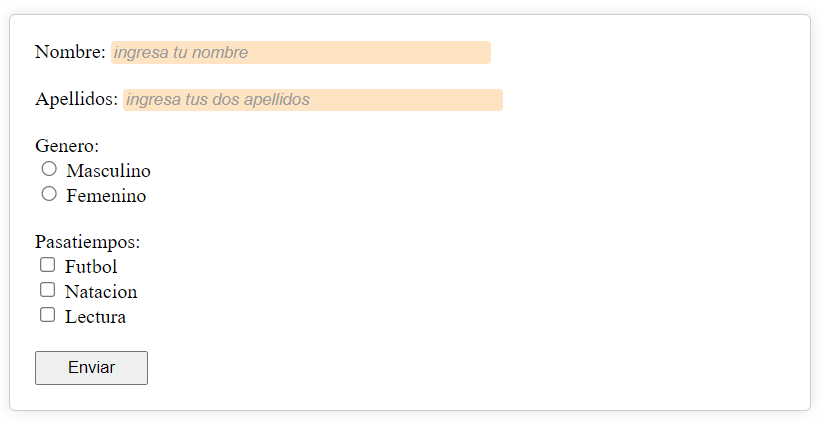 Nombre: ingresa tu nombre
Apellidos: ingresa tus dos apellidos
Genero:
Masculino
Femenino
Pasatiempos:
Futbol
Natacion
Lectura
Enviar